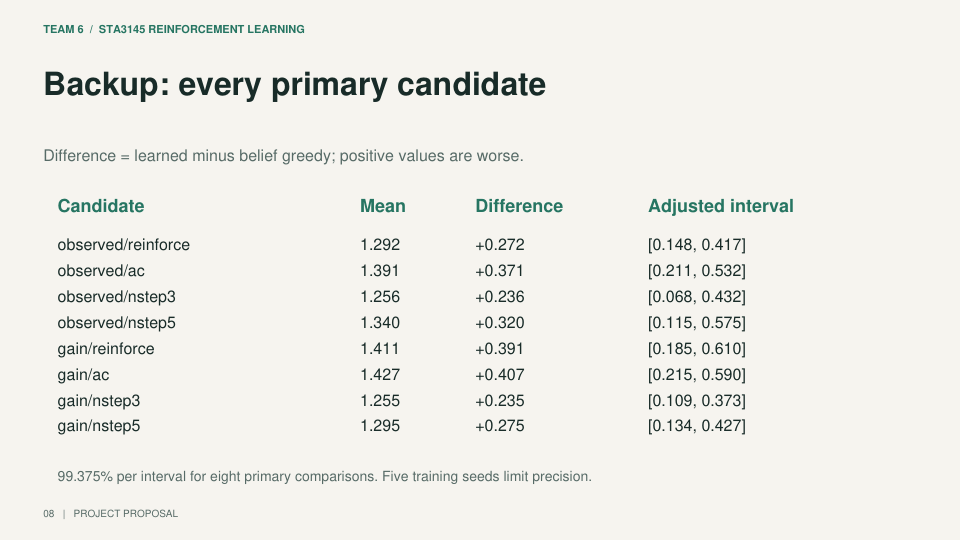 TEAM 6 / STA3145 REINFORCEMENT LEARNING
Backup: every primary candidate
Difference = learned minus belief greedy; positive values are worse.
Candidate Mean Difference Adjusted interval
observed/reinforce 1.292 +0.272 [0.148, 0.417]
observed/ac 1.391 +0.371 [0.211, 0.532]
observed/nstep3 1.256 +0.236 [0.068, 0.432]
observed/nstep5 1.340 +0.320 [0.115, 0.575]
gain/reinforce 1.411 +0.391 [0.185, 0.610]
gain/ac 1.427 +0.407 [0.215, 0.590]
gain/nstep3 1.255 +0.235 [0.109, 0.373]
gain/nstep5 1.295 +0.275 [0.134, 0.427]
99.375% per interval for eight primary comparisons. Five training seeds limit precision.
08 | PROJECT PROPOSAL